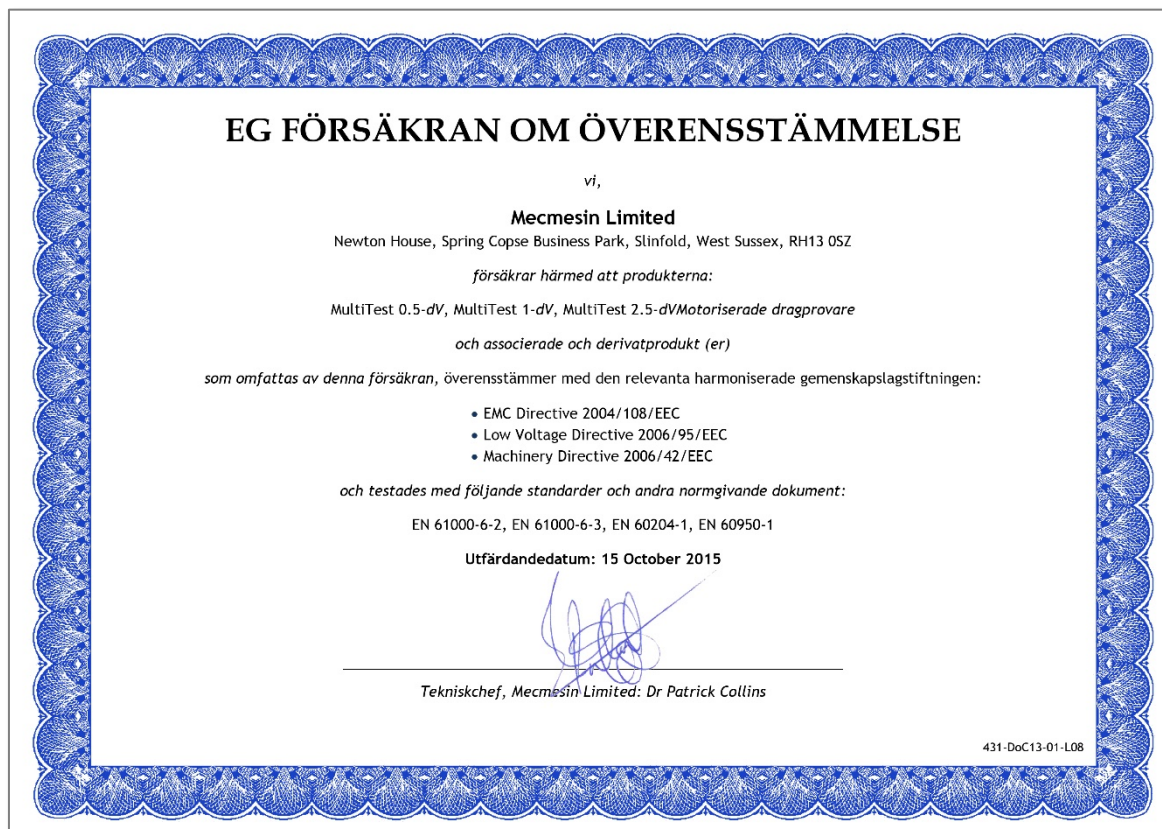 EG FÖRSÄKRAN OM ÖVERENSSTÄMMELSE
vi,
Mecmesin Limited
Newton House, Spring Copse Business Park, Slinfold, West Sussex, RH13 0SZ
försäkrar härmed att produkterna:
MultiTest 0.5-dV, MultiTest 1-dV, MultiTest 2.5-dVMotoriserade dragprovare
och associerade och derivatprodukt (er)
som omfattas av denna försäkran, överensstämmer med den relevanta harmoniserade gemenskapslagstiftningen:
• EMC Directive 2004/108/EEC
• Low Voltage Directive 2006/95/EEC
• Machinery Directive 2006/42/EEC
och testades med följande standarder och andra normgivande dokument:
EN 61000-6-2, EN 61000-6-3, EN 60204-1, EN 60950-1
Utfärdandedatum: 15 October 2015
Tekniskchef, Mecmesin Limited: Dr Patrick Collins
431-DoC13-01-L08